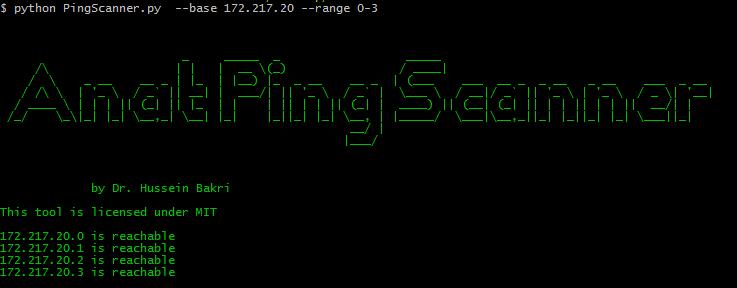 $ python PingScanner.py  --base 172.217.20 --range 0-3
AnatPingScanner
by Dr. Hussein Bakri
This tool is licensed under MIT
172.217.20.0 is reachable
172.217.20.1 is reachable
172.217.20.2 is reachable
172.217.20.3 is reachable